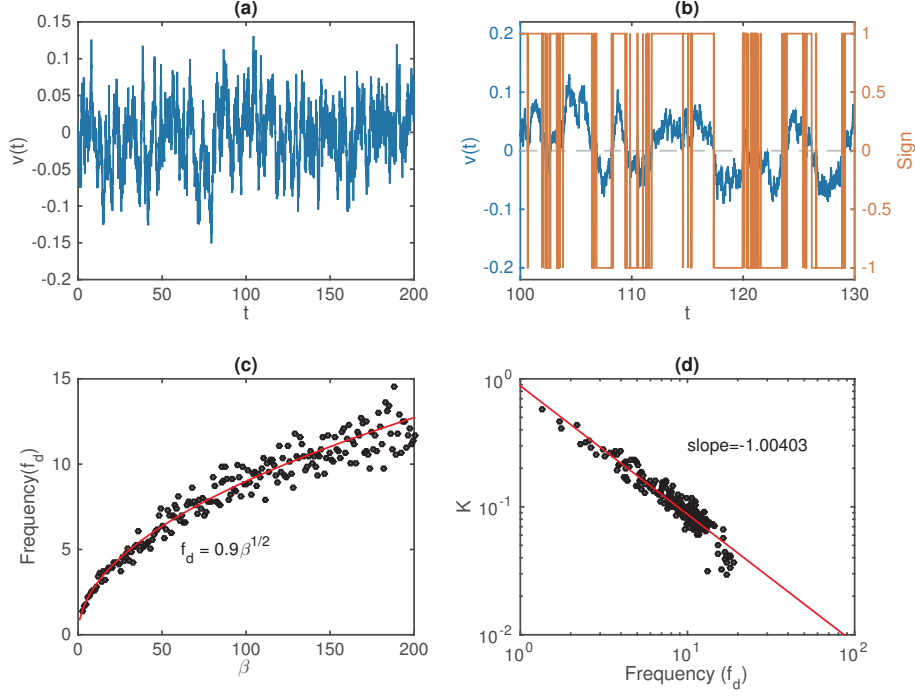 (a)
0.15
0.1
0.05
0
-0.05
-0.1
-0.15
-0.2
v(t)
0
50
100
150
200
t
(b)
0.2
0.1
0
-0.1
-0.2
v(t)
1
0.5
0
-0.5
-1
Sign
100
110
120
130
t
(c)
15
10
5
0
Frequency(f_d)
f_d = 0.9β^{1/2}
0
50
100
150
200
β
(d)
10^0
10^{-1}
10^{-2}
K
slope=-1.00403
10^0
10^1
10^2
Frequency (f_d)